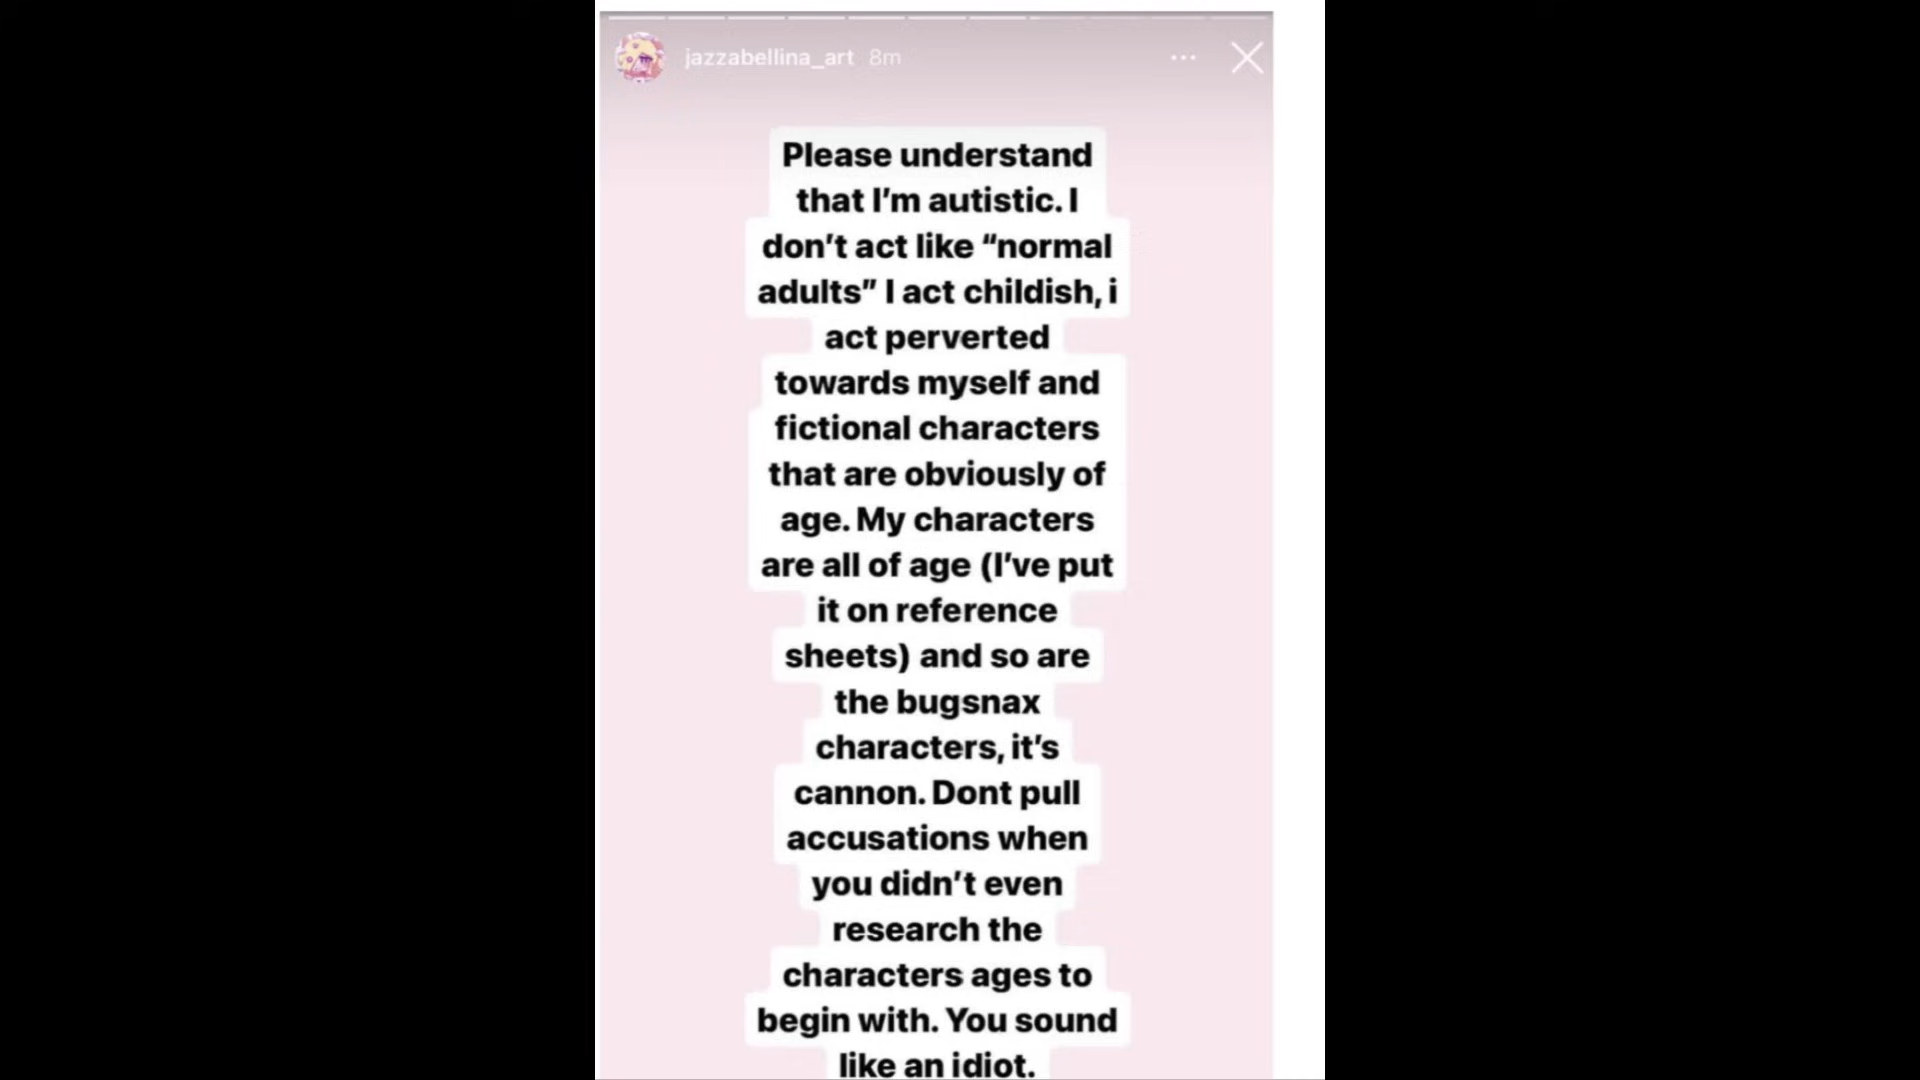 jazzabellina_art 8m
Please understand
that I'm autistic. I
don't act like “normal
adults” I act childish, i
act perverted
towards myself and
fictional characters
that are obviously of
age. My characters
are all of age (I've put
it on reference
sheets) and so are
the bugsnax
characters, it's
cannon. Dont pull
accusations when
you didn't even
research the
characters ages to
begin with. You sound
like an idiot.